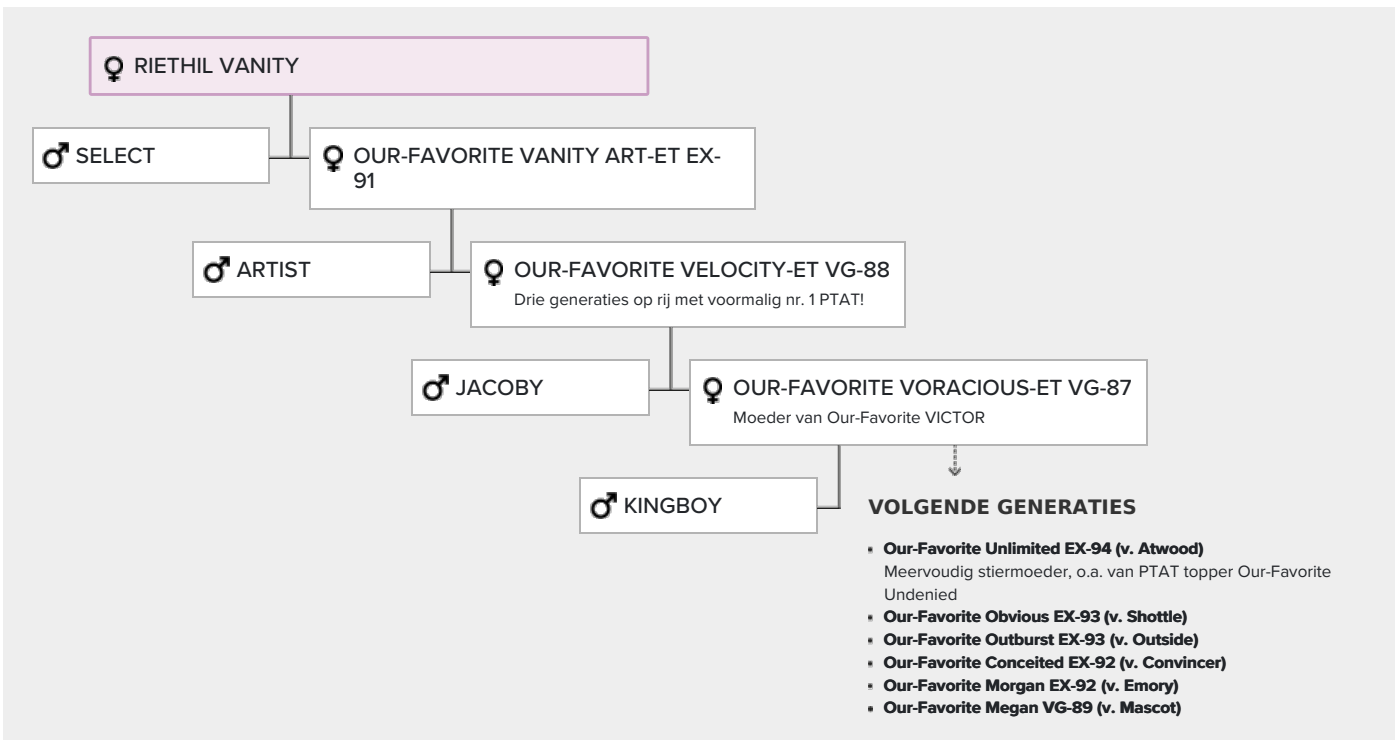 RIETHIL VANITY
SELECT
OUR-FAVORITE VANITY ART-ET EX-
91
ARTIST
OUR-FAVORITE VELOCITY-ET VG-88
Drie generaties op rij met voormalig nr. 1 PTAT!
JACOBY
OUR-FAVORITE VORACIOUS-ET VG-87
Moeder van Our-Favorite VICTOR
KINGBOY
VOLGENDE GENERATIES
Our-Favorite Unlimited EX-94 (v. Atwood)
Meervoudig stiermoeder, o.a. van PTAT topper Our-Favorite
Undenied
Our-Favorite Obvious EX-93 (v. Shottle)
Our-Favorite Outburst EX-93 (v. Outside)
Our-Favorite Conceited EX-92 (v. Convincer)
Our-Favorite Morgan EX-92 (v. Emory)
Our-Favorite Megan VG-89 (v. Mascot)